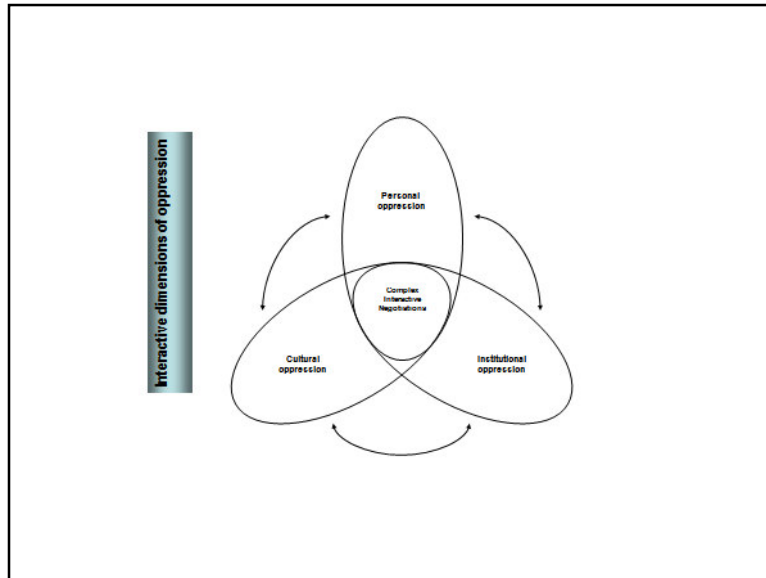 Interactive dimensions of oppression
Personal
oppression
Complex
Interactive
Negotiations
Cultural
oppression
Institutional
oppression